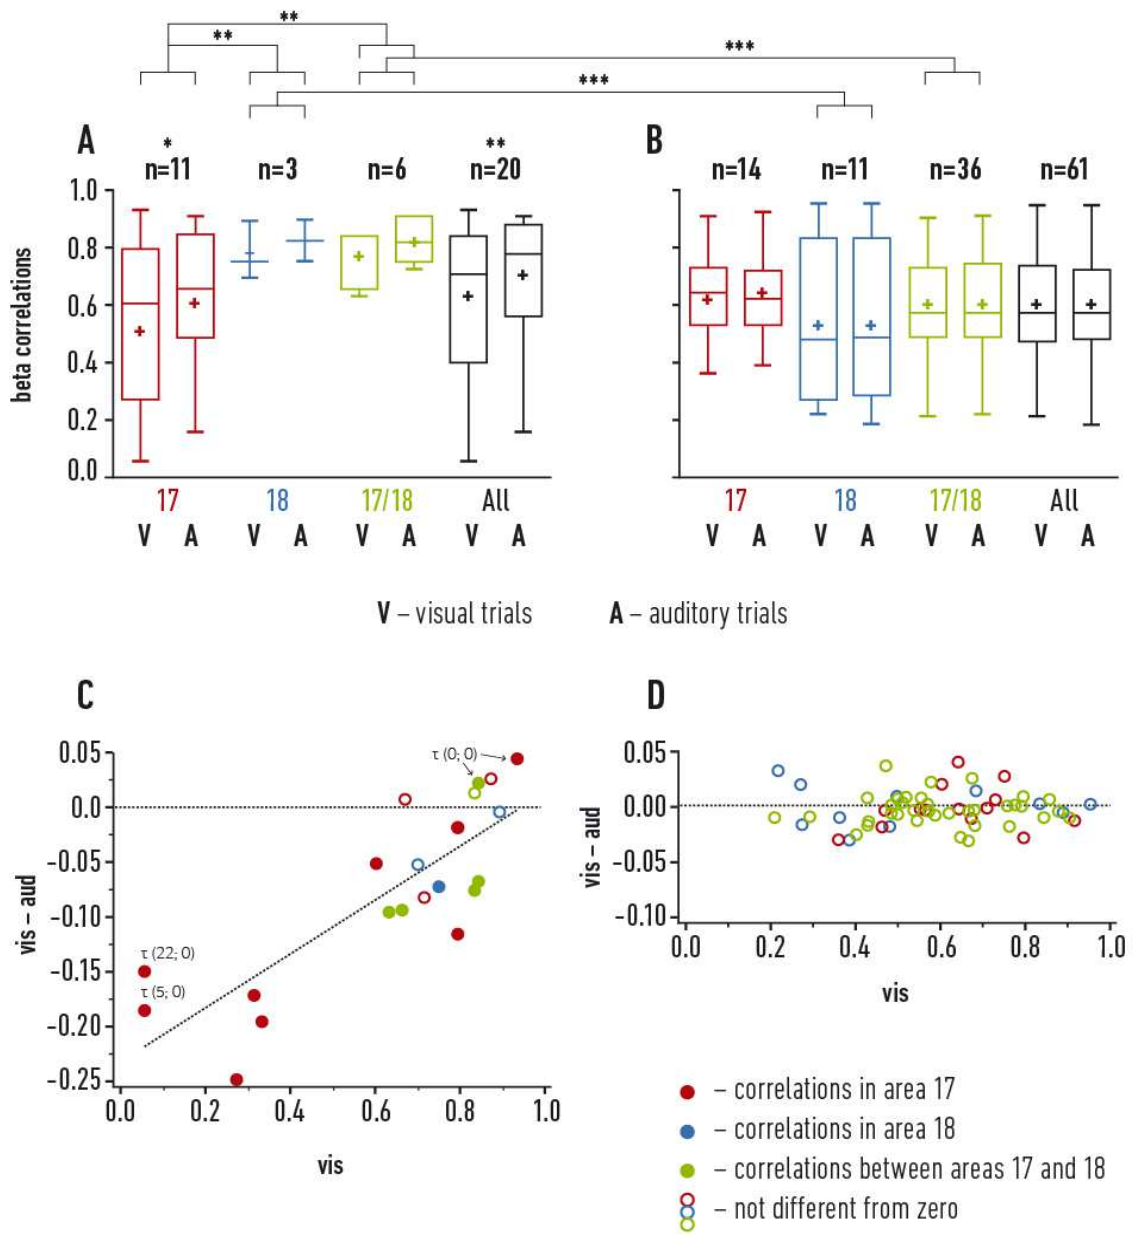 **
**
***
***
A
B
* **
n=11 n=3 n=6 n=20
n=14 n=11 n=36 n=61
beta correlations
1.0
0.8
0.6
0.4
0.2
0.0
17 18 17/18 All
V A V A V A V A
17 18 17/18 All
V A V A V A V A
V – visual trials A – auditory trials
C
vis – aud
0.05
0.0
−0.05
−0.10
−0.15
−0.20
−0.25
τ (0; 0)
τ (22; 0)
τ (5; 0)
0.0 0.2 0.4 0.6 0.8 1.0
vis
D
vis – aud
0.05
0.00
−0.05
−0.10
0.0 0.2 0.4 0.6 0.8 1.0
vis
– correlations in area 17
– correlations in area 18
– correlations between areas 17 and 18
– not different from zero